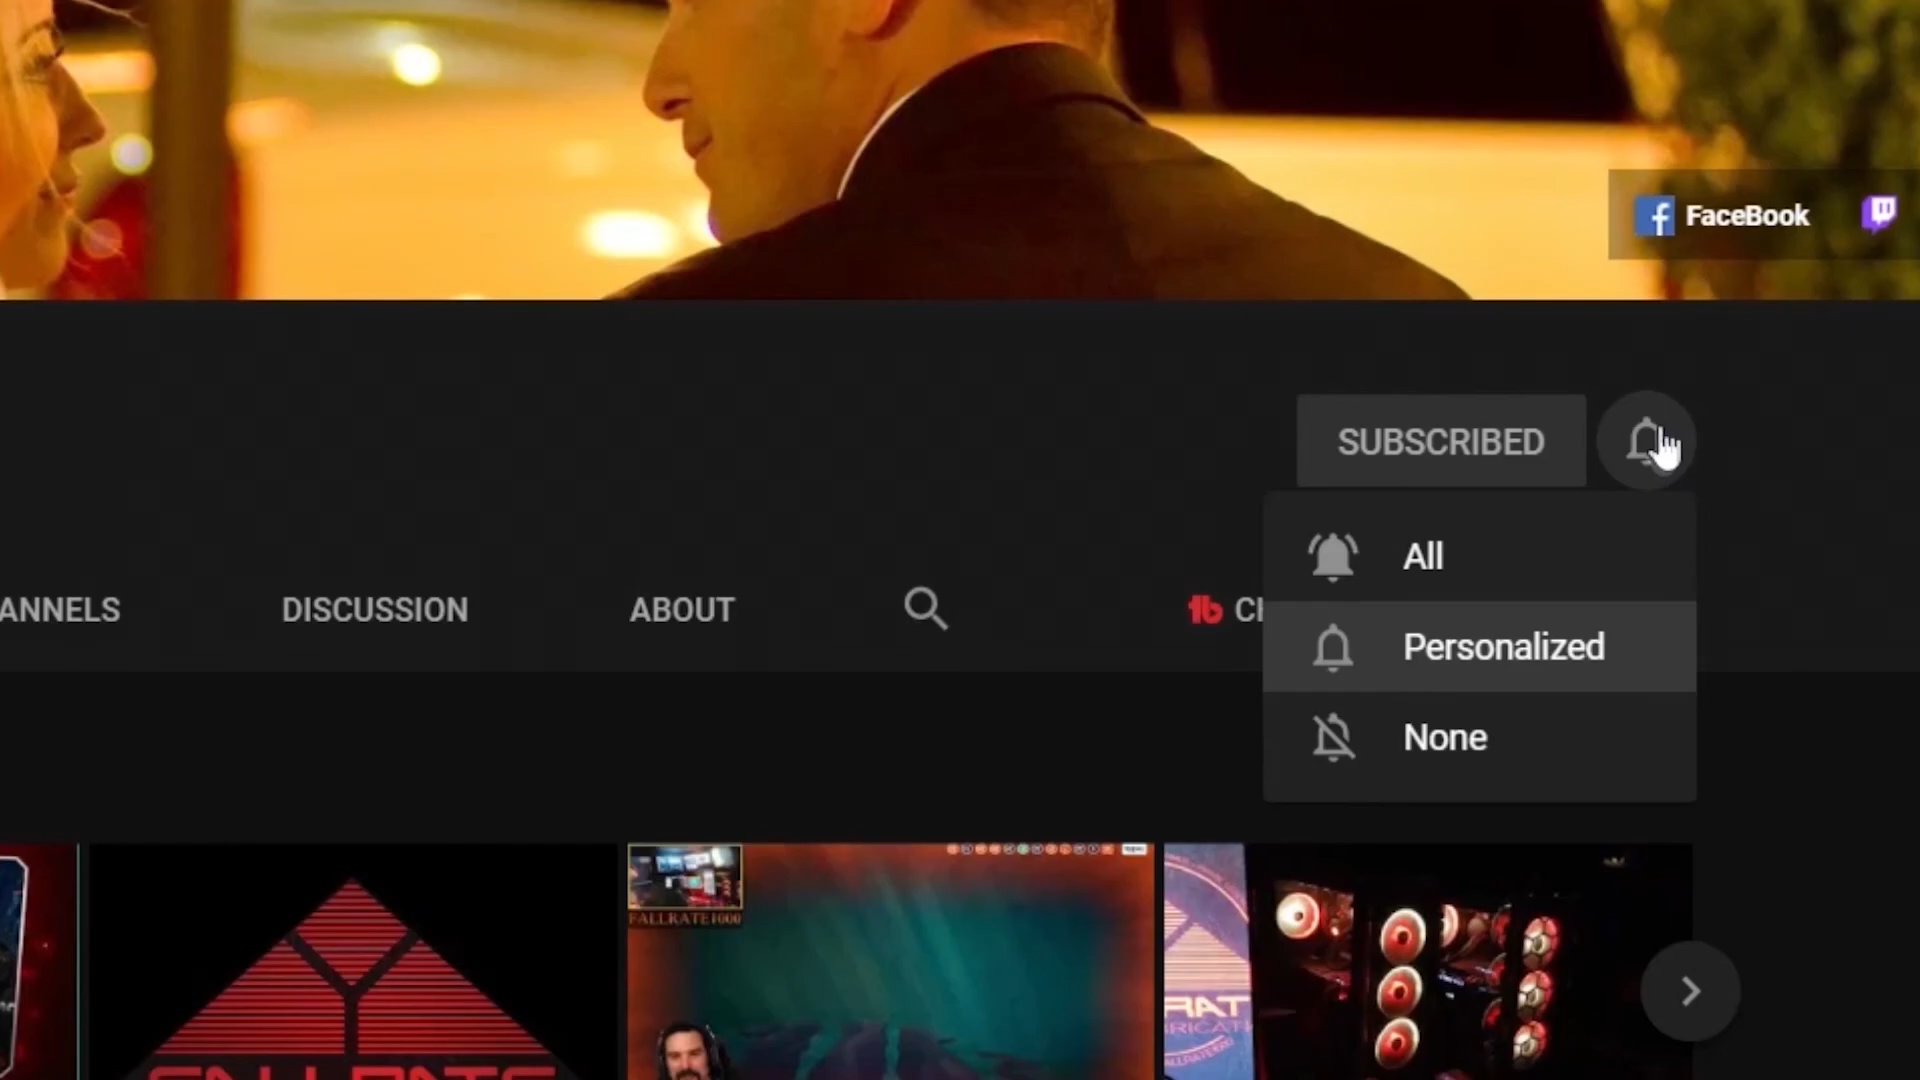 FaceBook
SUBSCRIBED
All
ANNELS
DISCUSSION
ABOUT
Personalized
None
FALLRATE1000